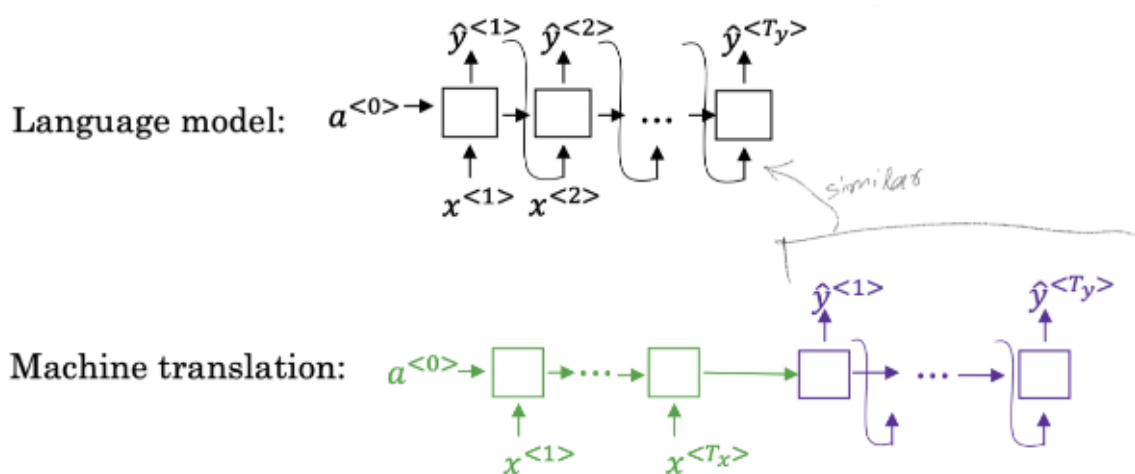 ŷ<1> ŷ<2> ŷ<Ty>
Language model: a<0> ...
x<1> x<2>
similar
ŷ<1> ŷ<Ty>
Machine translation: a<0> ... ...
x<1> x<Tx>